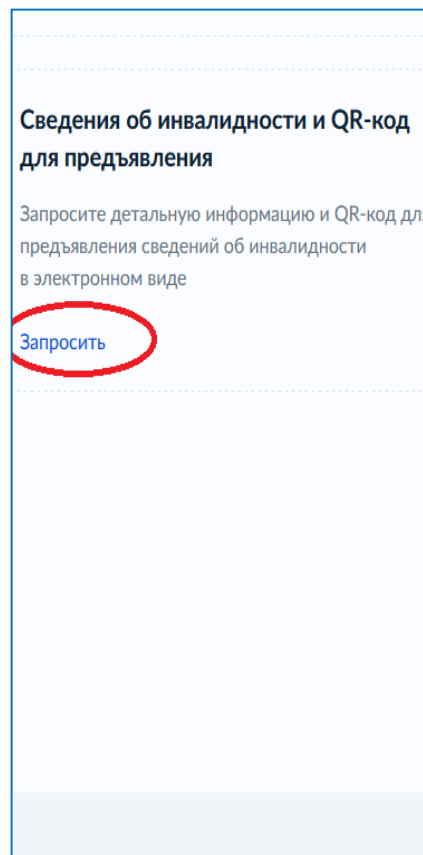 Сведения об инвалидности и QR-код
для предъявления
Запросите детальную информацию и QR-код для
предъявления сведений об инвалидности
в электронном виде
Запросить